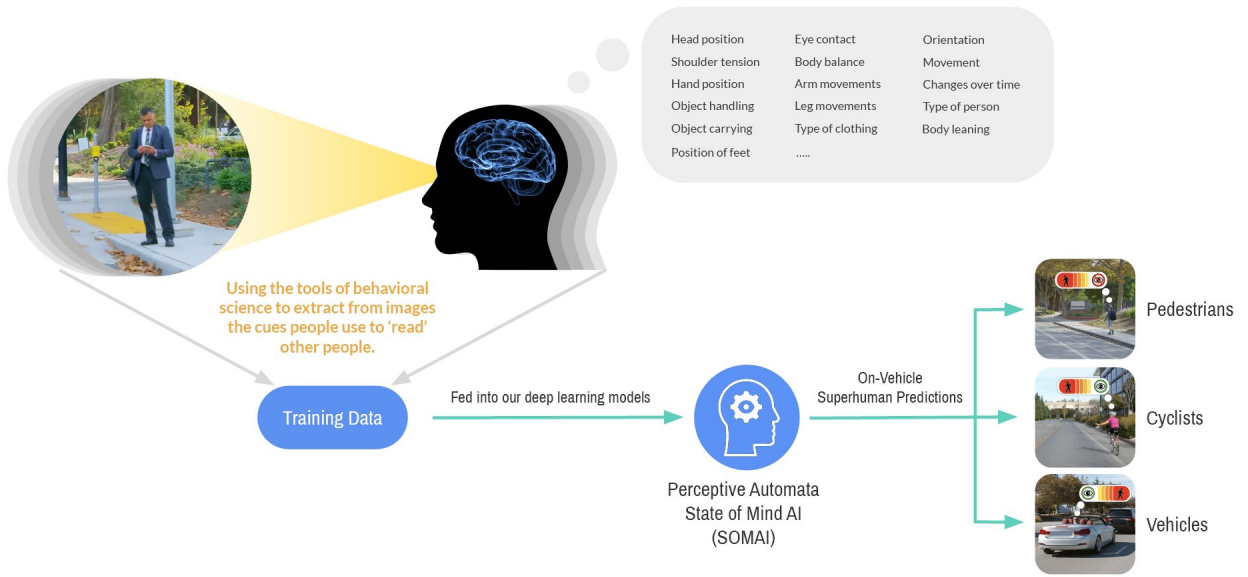 Head position
Eye contact
Orientation
Shoulder tension
Body balance
Movement
Hand position
Arm movements
Changes over time
Object handling
Leg movements
Type of person
Object carrying
Type of clothing
Body leaning
Position of feet
.....
Using the tools of behavioral
science to extract from images
the cues people use to ‘read’
other people.
Training Data
Fed into our deep learning models
Perceptive Automata
State of Mind AI
(SOMAI)
On-Vehicle
Superhuman Predictions
Pedestrians
Cyclists
Vehicles